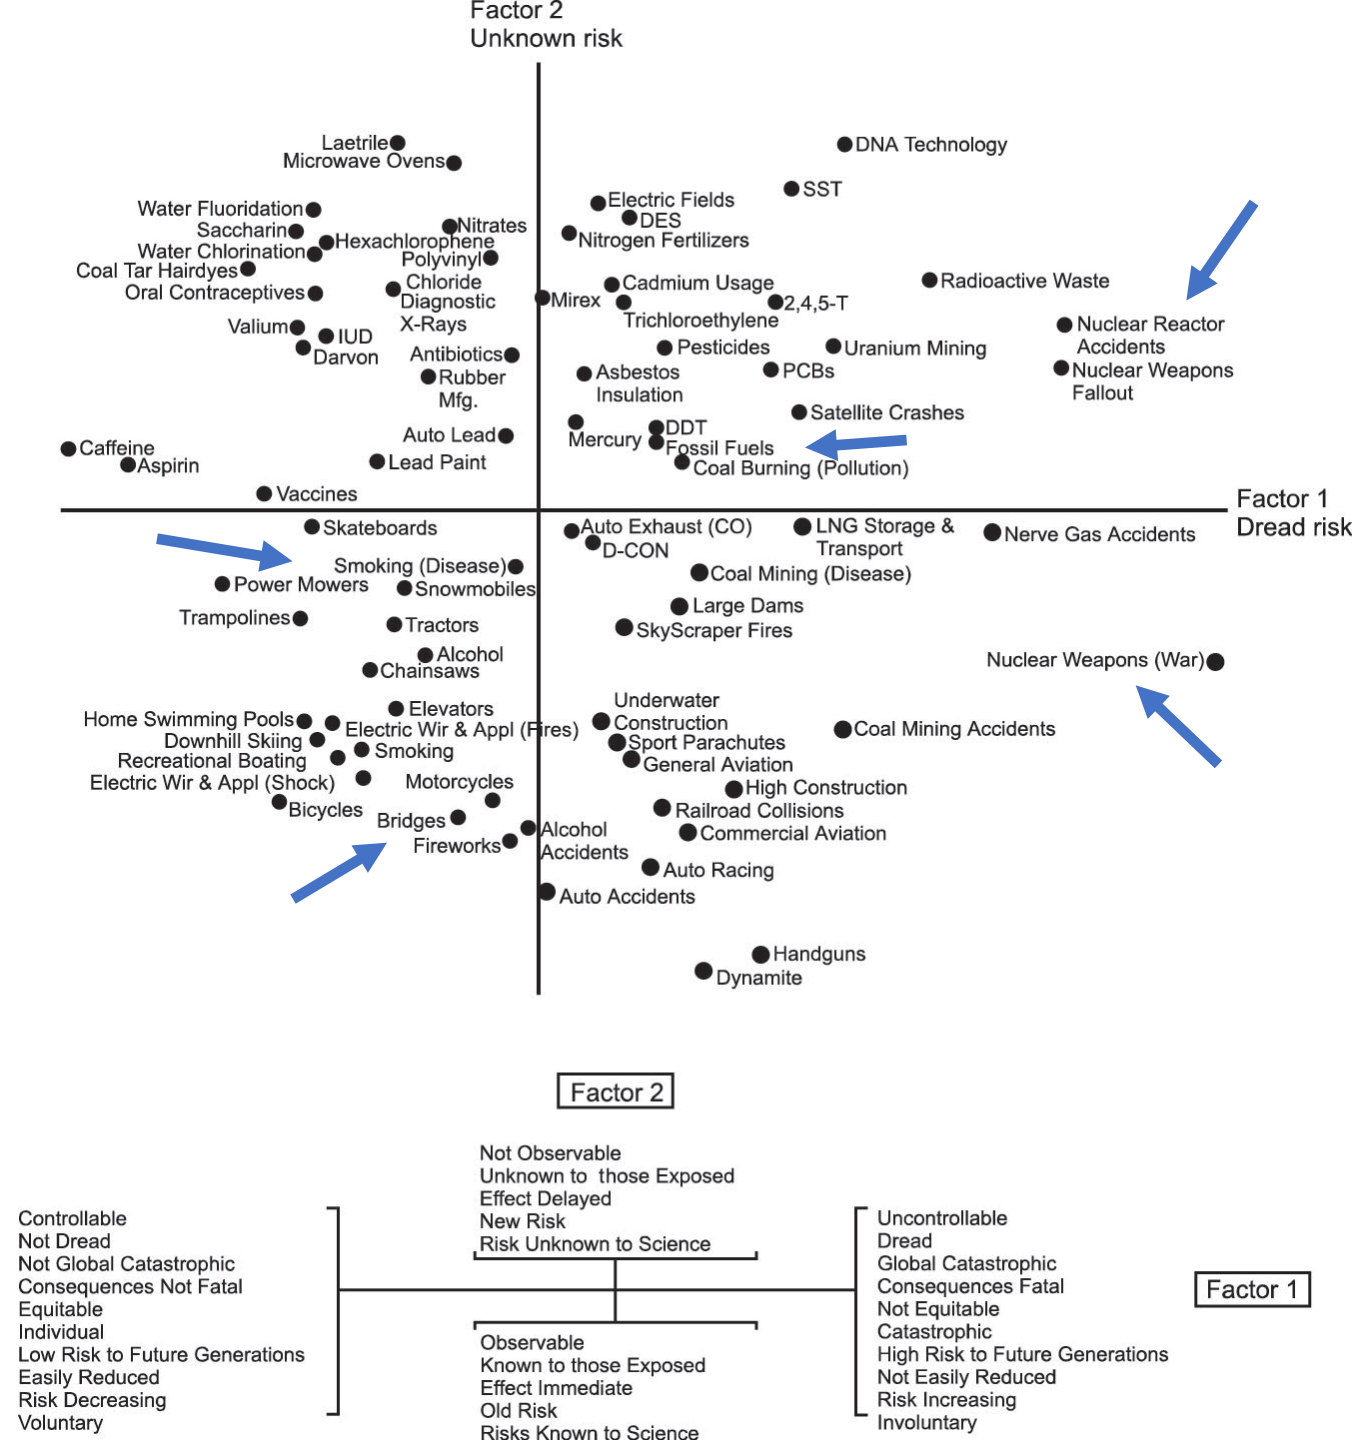 Factor 2
Unknown risk
Laetrile
Microwave Ovens
DNA Technology
SST
Water Fluoridation
Saccharin
Water Chlorination
Coal Tar Hairdyes
Oral Contraceptives
Nitrates
Hexachlorophene
Polyvinyl
Chloride
Diagnostic
X-Rays
Electric Fields
DES
Nitrogen Fertilizers
Valium
IUD
Darvon
Antibiotics
Rubber
Mfg.
Mirex
Cadmium Usage
Trichloroethylene
2,4,5-T
Radioactive Waste
Pesticides
Uranium Mining
Nuclear Reactor
Accidents
Asbestos
Insulation
PCBs
Nuclear Weapons
Fallout
Satellite Crashes
Auto Lead
Lead Paint
Mercury
DDT
Fossil Fuels
Coal Burning (Pollution)
Caffeine
Aspirin
Vaccines
Factor 1
Dread risk
Skateboards
Smoking (Disease)
Power Mowers
Snowmobiles
Trampolines
Tractors
Alcohol
Chainsaws
Auto Exhaust (CO)
D-CON
LNG Storage &
Transport
Nerve Gas Accidents
Coal Mining (Disease)
Large Dams
SkyScraper Fires
Nuclear Weapons (War)
Elevators
Home Swimming Pools
Electric Wir & Appl (Fires)
Downhill Skiing
Smoking
Recreational Boating
Electric Wir & Appl (Shock)
Motorcycles
Bicycles
Bridges
Fireworks
Underwater
Construction
Sport Parachutes
General Aviation
Coal Mining Accidents
High Construction
Railroad Collisions
Commercial Aviation
Alcohol
Accidents
Auto Racing
Auto Accidents
Handguns
Dynamite
Factor 2
Not Observable
Unknown to those Exposed
Effect Delayed
New Risk
Risk Unknown to Science
Controllable
Not Dread
Not Global Catastrophic
Consequences Not Fatal
Equitable
Individual
Low Risk to Future Generations
Easily Reduced
Risk Decreasing
Voluntary
Uncontrollable
Dread
Global Catastrophic
Consequences Fatal
Not Equitable
Catastrophic
High Risk to Future Generations
Not Easily Reduced
Risk Increasing
Involuntary
Factor 1
Observable
Known to those Exposed
Effect Immediate
Old Risk
Risks Known to Science